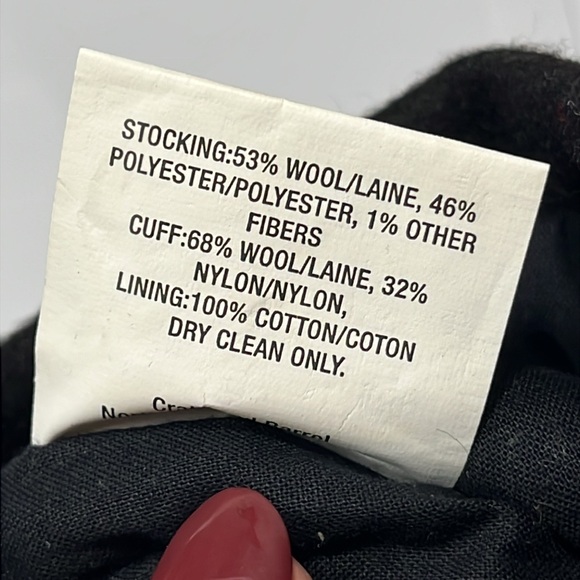 STOCKING:53% WOOL/LAINE, 46%
POLYESTER/POLYESTER, 1% OTHER
FIBERS
CUFF:68% WOOL/LAINE, 32%
NYLON/NYLON,
LINING:100% COTTON/COTON
DRY CLEAN ONLY.
Barrel